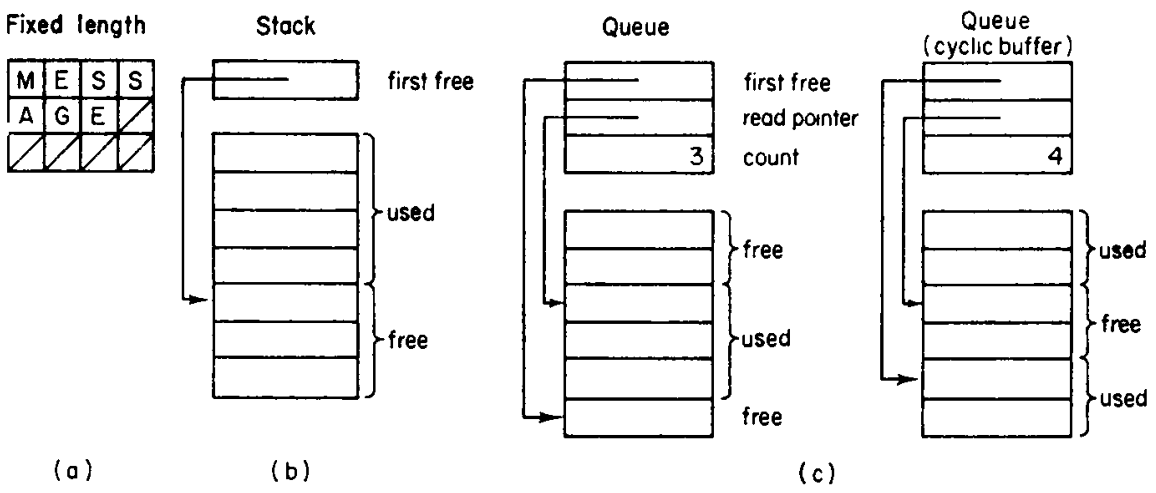 Fixed length
M E S S
A G E
(a)
Stack
first free
used
free
(b)
Queue
first free
read pointer
3 count
free
used
free
Queue
(cyclic buffer)
4
used
free
used
(c)